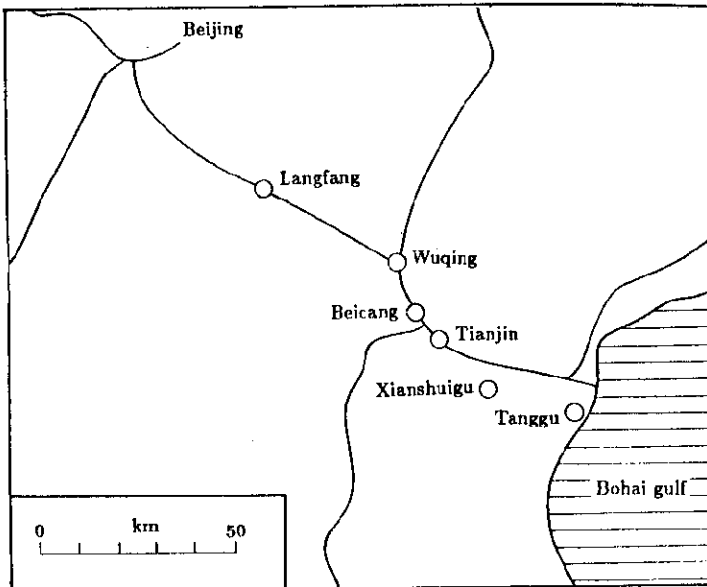 Beijing
Langfang
Wuqing
Beicang
Tianjin
Xianshuigu
Tanggu
Bohai gulf
0 km 50